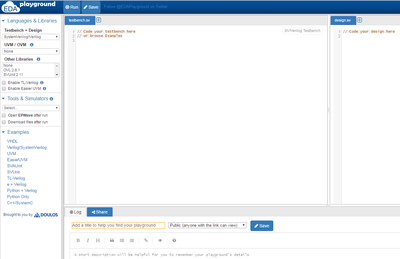 EDA playground
Run Save Follow @EDAPlayground on Twitter
Languages & Libraries
Testbench + Design
SystemVerilog/Verilog
UVM / OVM
None
Other Libraries
None
OVL 2.8.1
SVUnit 2.11
Enable TL-Verilog
Enable Easier UVM
Tools & Simulators
Select...
Open EPWave after run
Download files after run
Examples
VHDL
Verilog/SystemVerilog
UVM
EasierUVM
SVAUnit
SVUnit
TL-Verilog
e + Verilog
Python + Verilog
Python Only
C++/SystemC
Brought to you by DOULOS
testbench.sv
1 // Code your testbench here
2 // or browse Examples
3
SV/Verilog Testbench
design.sv
1 // Code your design here
2
Log Share
Add a title to help you find your playground
Public (anyone with the link can view)
Save
B I H
A short description will be helpful for you to remember your playground's details